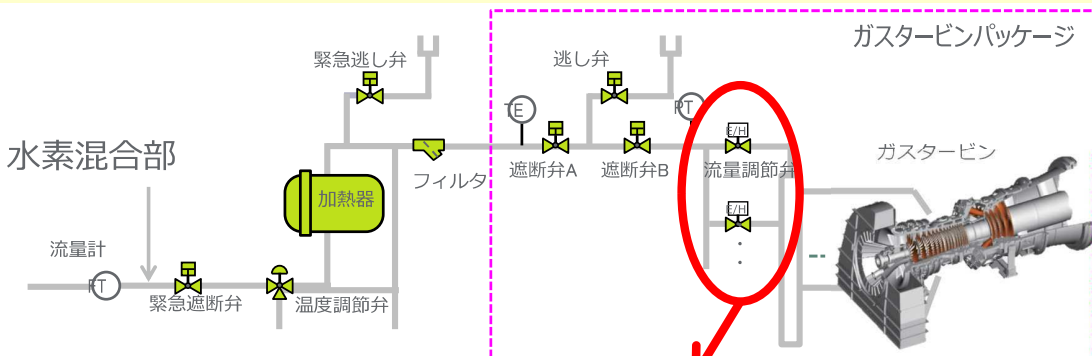 ガスタービンパッケージ
緊急逃し弁
逃し弁
TE
PT
E/H
水素混合部
フィルタ
遮断弁A
遮断弁B
流量調節弁
ガスタービン
加熱器
E/H
流量計
FT
緊急遮断弁
温度調節弁